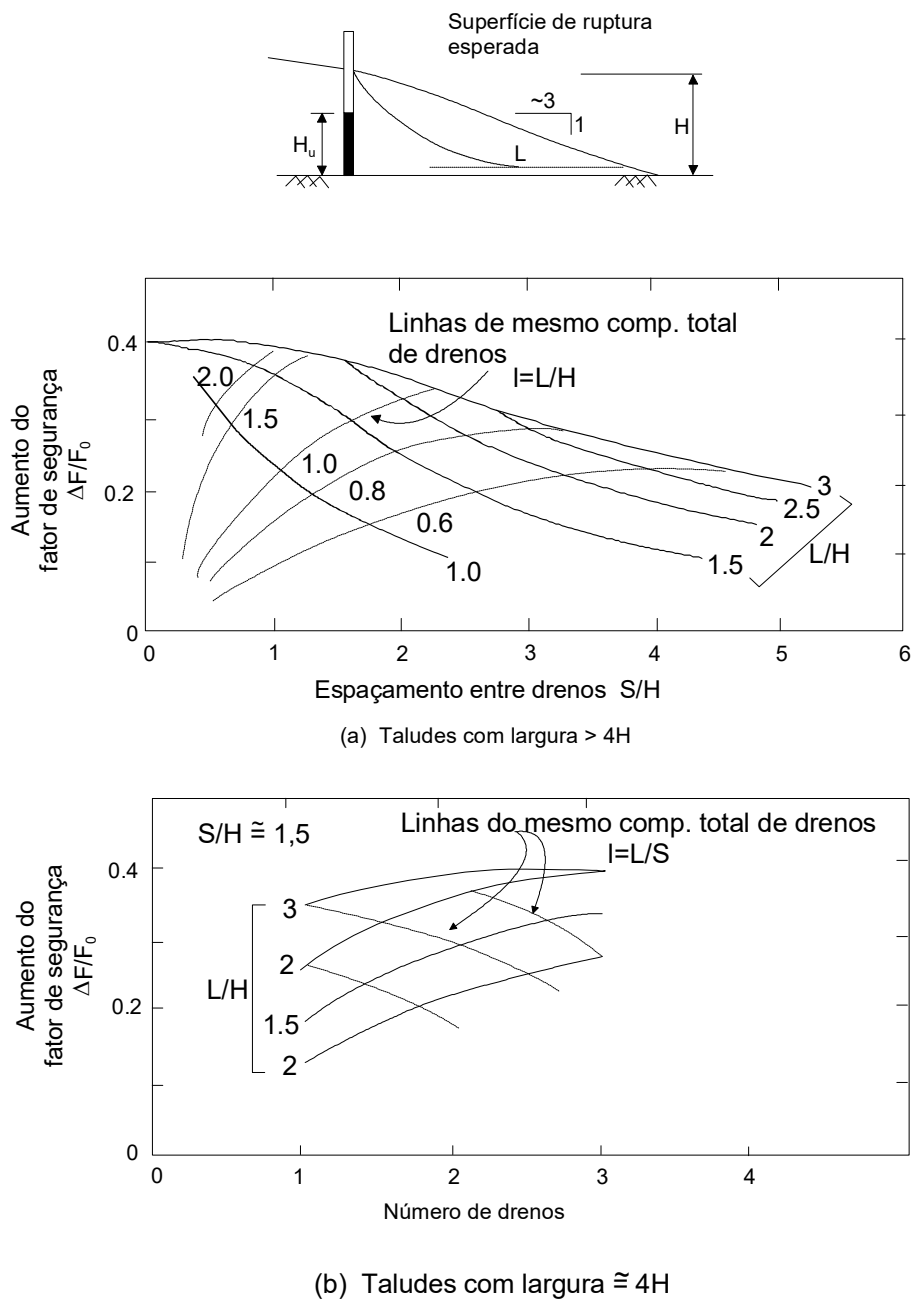 Superfície de ruptura
esperada
~3
1
H
Hᵤ
L
Linhas de mesmo comp. total
de drenos
l=L/H
0.4
0.2
0
Aumento do
fator de segurança
ΔF/F₀
2.0
1.5
1.0
0.8
0.6
1.0
1.5
2
2.5
3
L/H
0
1
2
3
4
5
6
Espaçamento entre drenos S/H
(a) Taludes com largura > 4H
S/H ≅ 1,5
Linhas do mesmo comp. total de drenos
l=L/S
0.4
0.2
0
Aumento do
fator de segurança
ΔF/F₀
3
2
L/H
1.5
2
0
1
2
3
4
Número de drenos
(b) Taludes com largura ≅ 4H